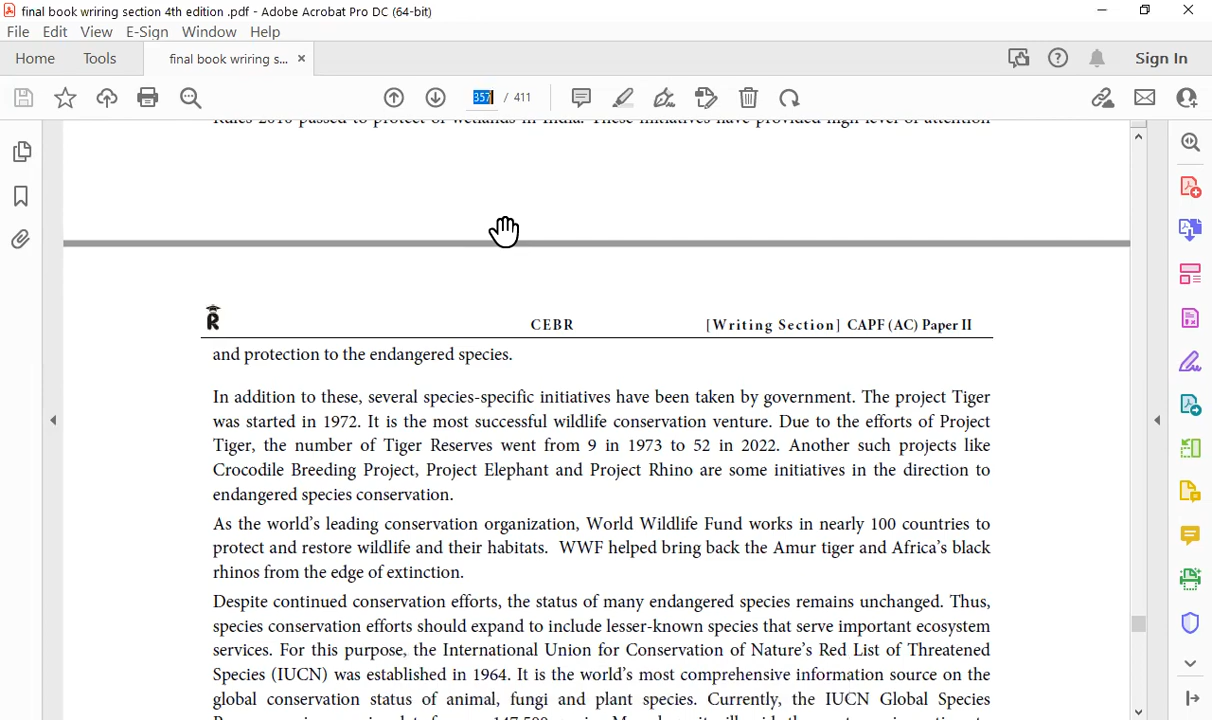 final book wriring section 4th edition .pdf - Adobe Acrobat Pro DC (64-bit)
File Edit View E-Sign Window Help
Home Tools final book wriring s... × Sign In
357 / 411
Rules 2010 passed to protect of wetlands in India. These initiatives have provided high level of attention
CEBR [Writing Section] CAPF (AC) Paper II
and protection to the endangered species.
In addition to these, several species-specific initiatives have been taken by government. The project Tiger
was started in 1972. It is the most successful wildlife conservation venture. Due to the efforts of Project
Tiger, the number of Tiger Reserves went from 9 in 1973 to 52 in 2022. Another such projects like
Crocodile Breeding Project, Project Elephant and Project Rhino are some initiatives in the direction to
endangered species conservation.
As the world's leading conservation organization, World Wildlife Fund works in nearly 100 countries to
protect and restore wildlife and their habitats. WWF helped bring back the Amur tiger and Africa's black
rhinos from the edge of extinction.
Despite continued conservation efforts, the status of many endangered species remains unchanged. Thus,
species conservation efforts should expand to include lesser-known species that serve important ecosystem
services. For this purpose, the International Union for Conservation of Nature's Red List of Threatened
Species (IUCN) was established in 1964. It is the world's most comprehensive information source on the
global conservation status of animal, fungi and plant species. Currently, the IUCN Global Species